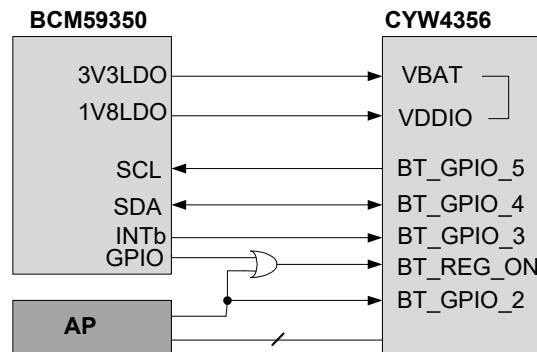 BCM59350
CYW4356
3V3LDO
VBAT
1V8LDO
VDDIO
SCL
BT_GPIO_5
SDA
BT_GPIO_4
INTb
BT_GPIO_3
GPIO
BT_REG_ON
BT_GPIO_2
AP